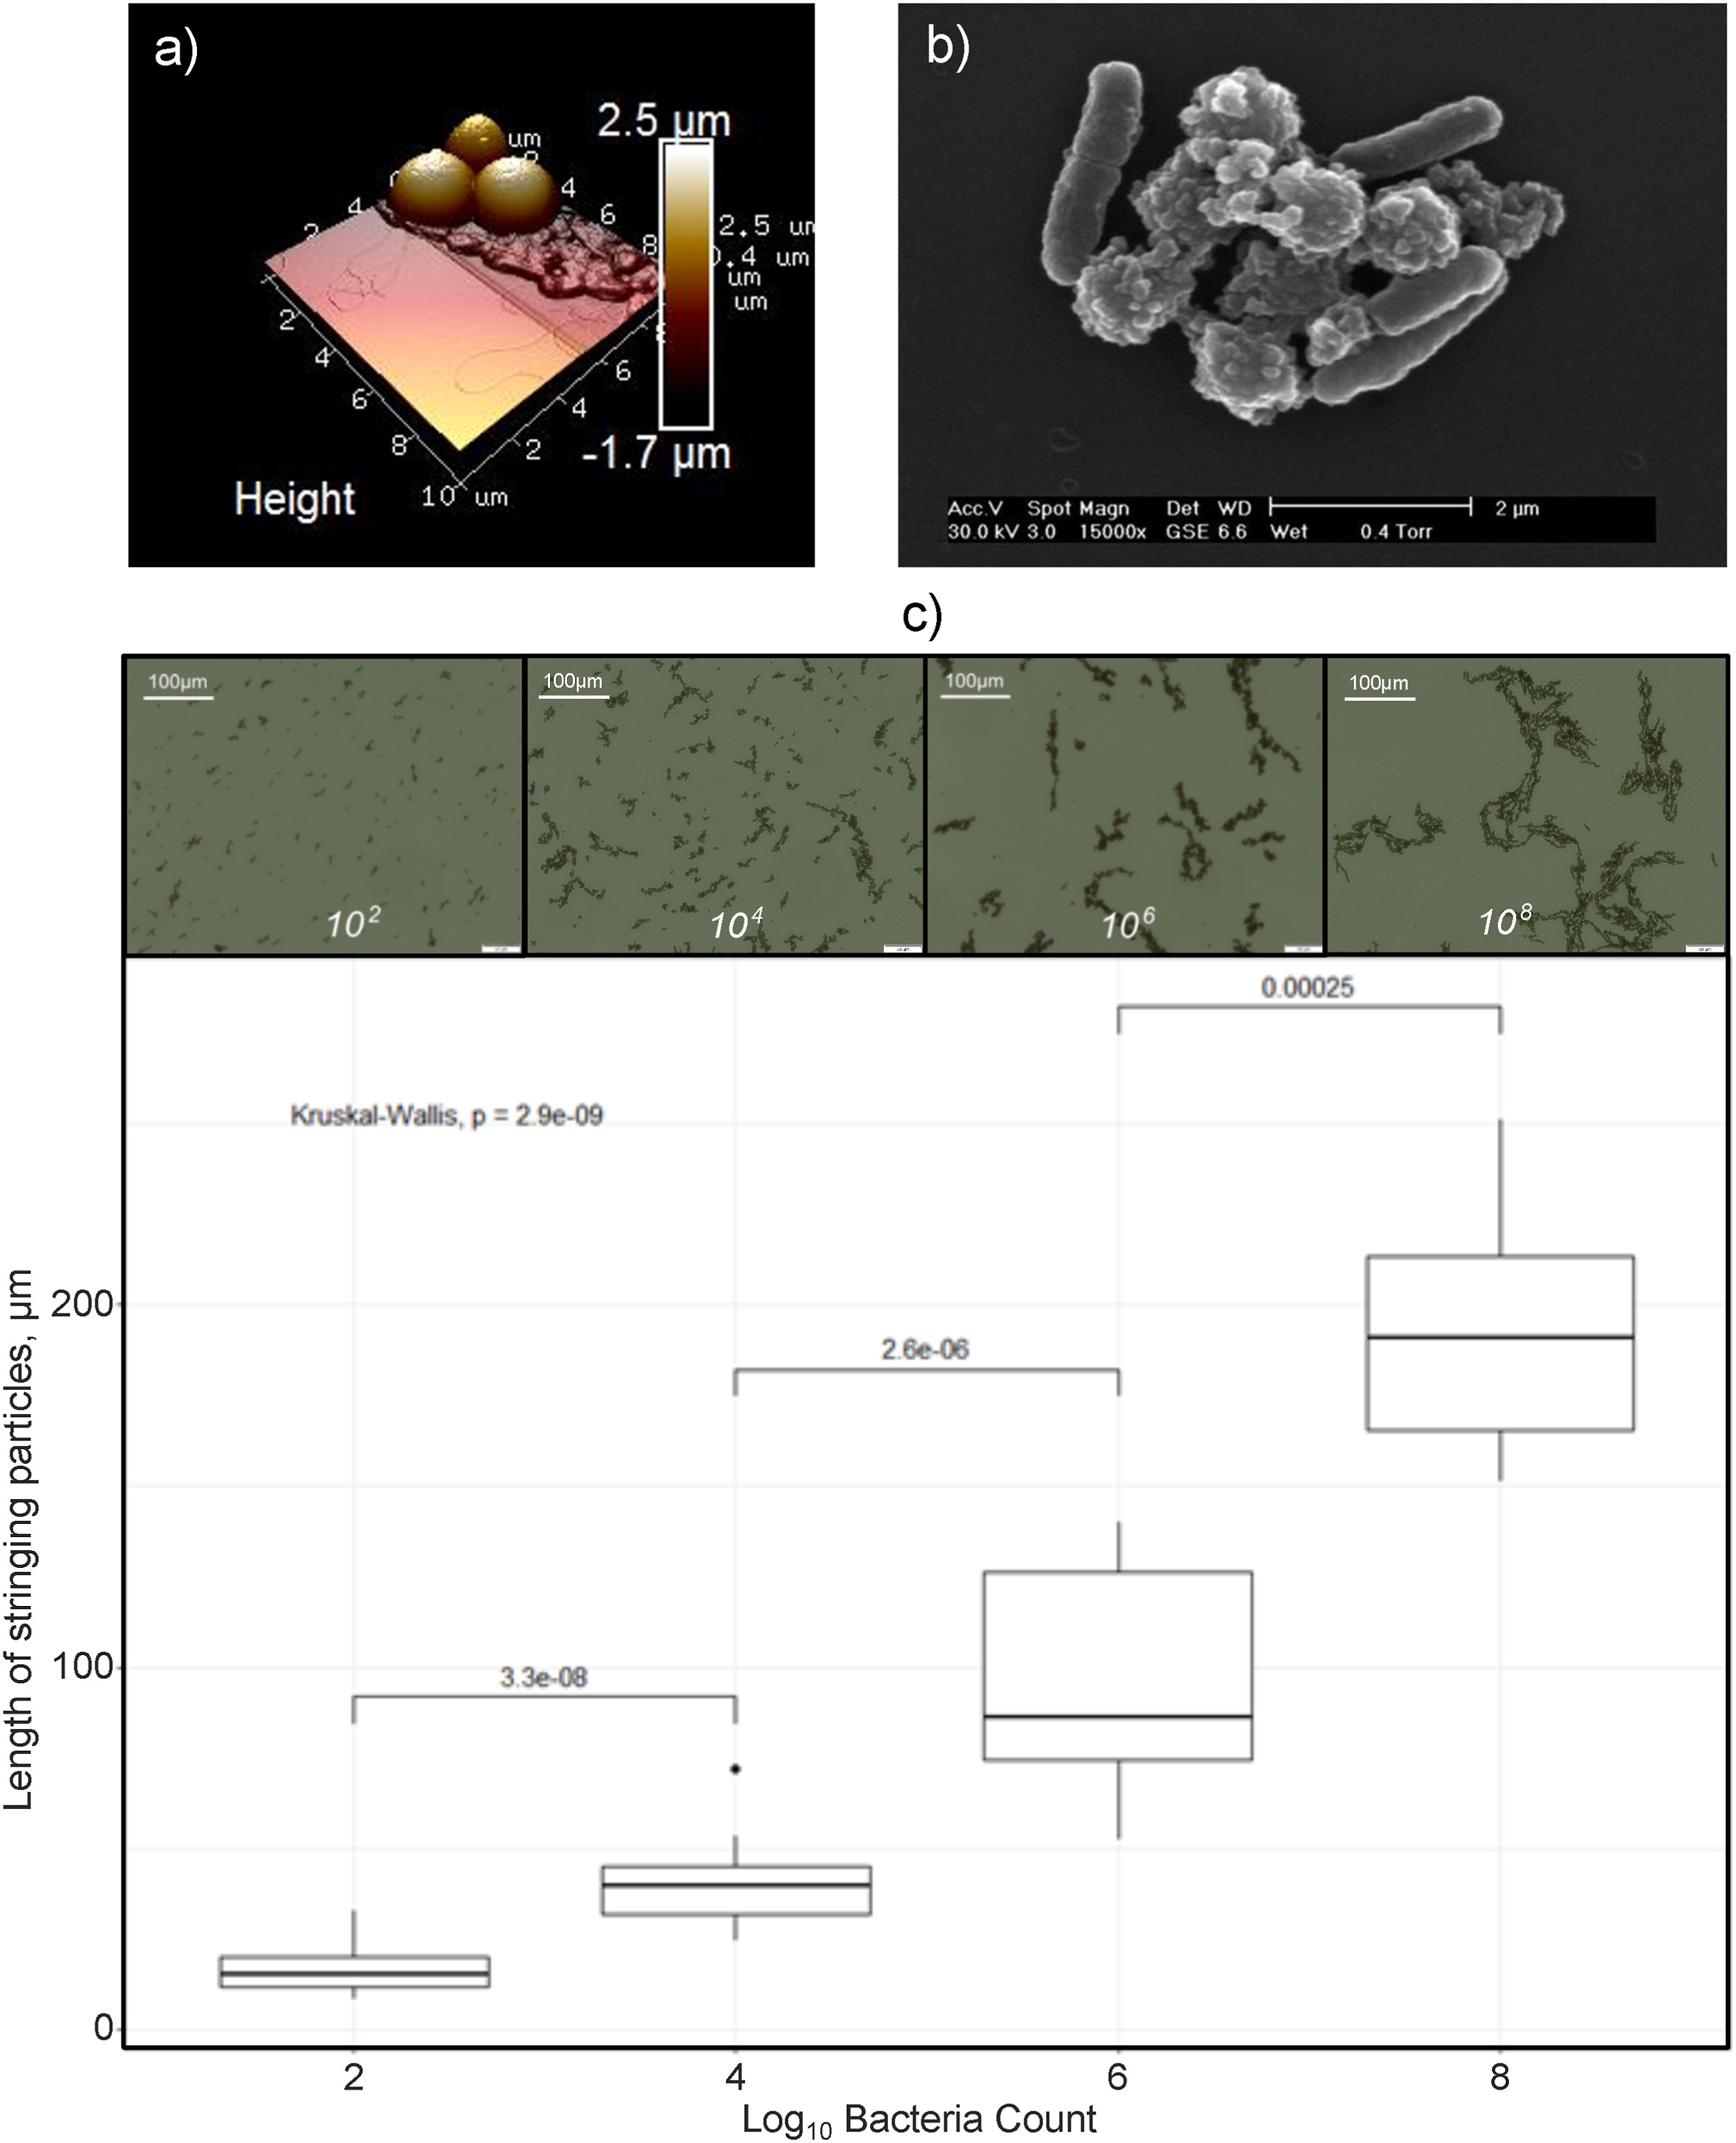 a)
2.5 µm
um
4
4
6
2
8
2.5 um
0.4 um
um
um
2
4
6
6
4
8
2
-1.7 µm
10 um
Height
b)
Acc.V Spot Magn Det WD 2 µm
30.0 kV 3.0 15000x GSE 6.6 Wet 0.4 Torr
c)
100µm 100µm 100µm 100µm
10² 10⁴ 10⁶ 10⁸
0.00025
Kruskal-Wallis, p = 2.9e-09
200
2.6e-06
100
3.3e-08
0
Length of stringing particles, µm
2 4 6 8
Log₁₀ Bacteria Count